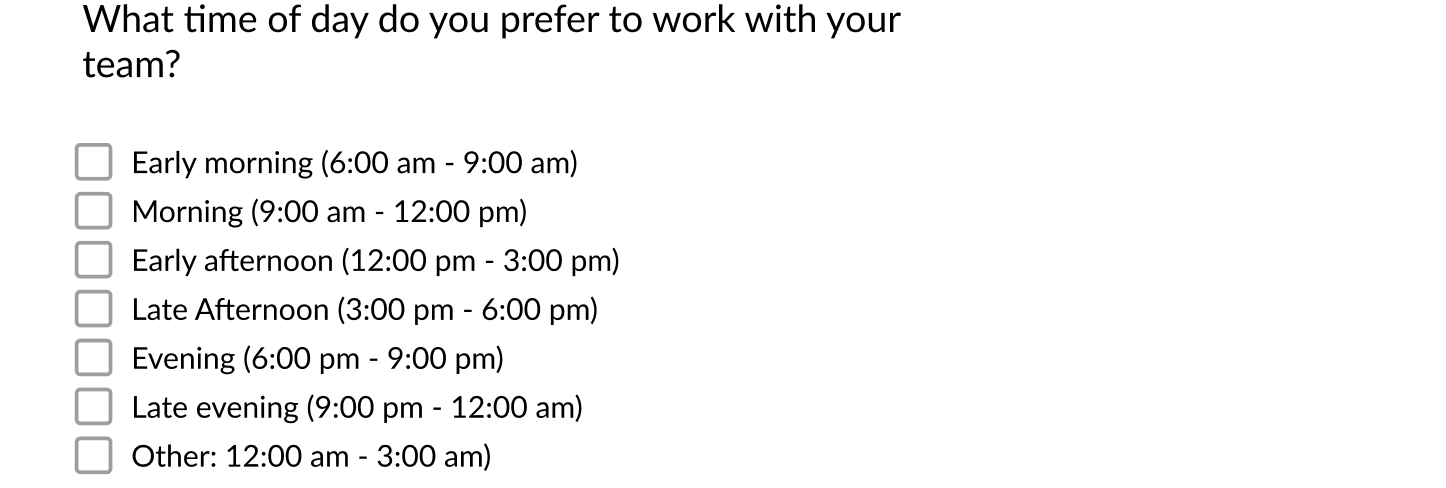 What time of day do you prefer to work with your
team?
Early morning (6:00 am - 9:00 am)
Morning (9:00 am - 12:00 pm)
Early afternoon (12:00 pm - 3:00 pm)
Late Afternoon (3:00 pm - 6:00 pm)
Evening (6:00 pm - 9:00 pm)
Late evening (9:00 pm - 12:00 am)
Other: 12:00 am - 3:00 am)